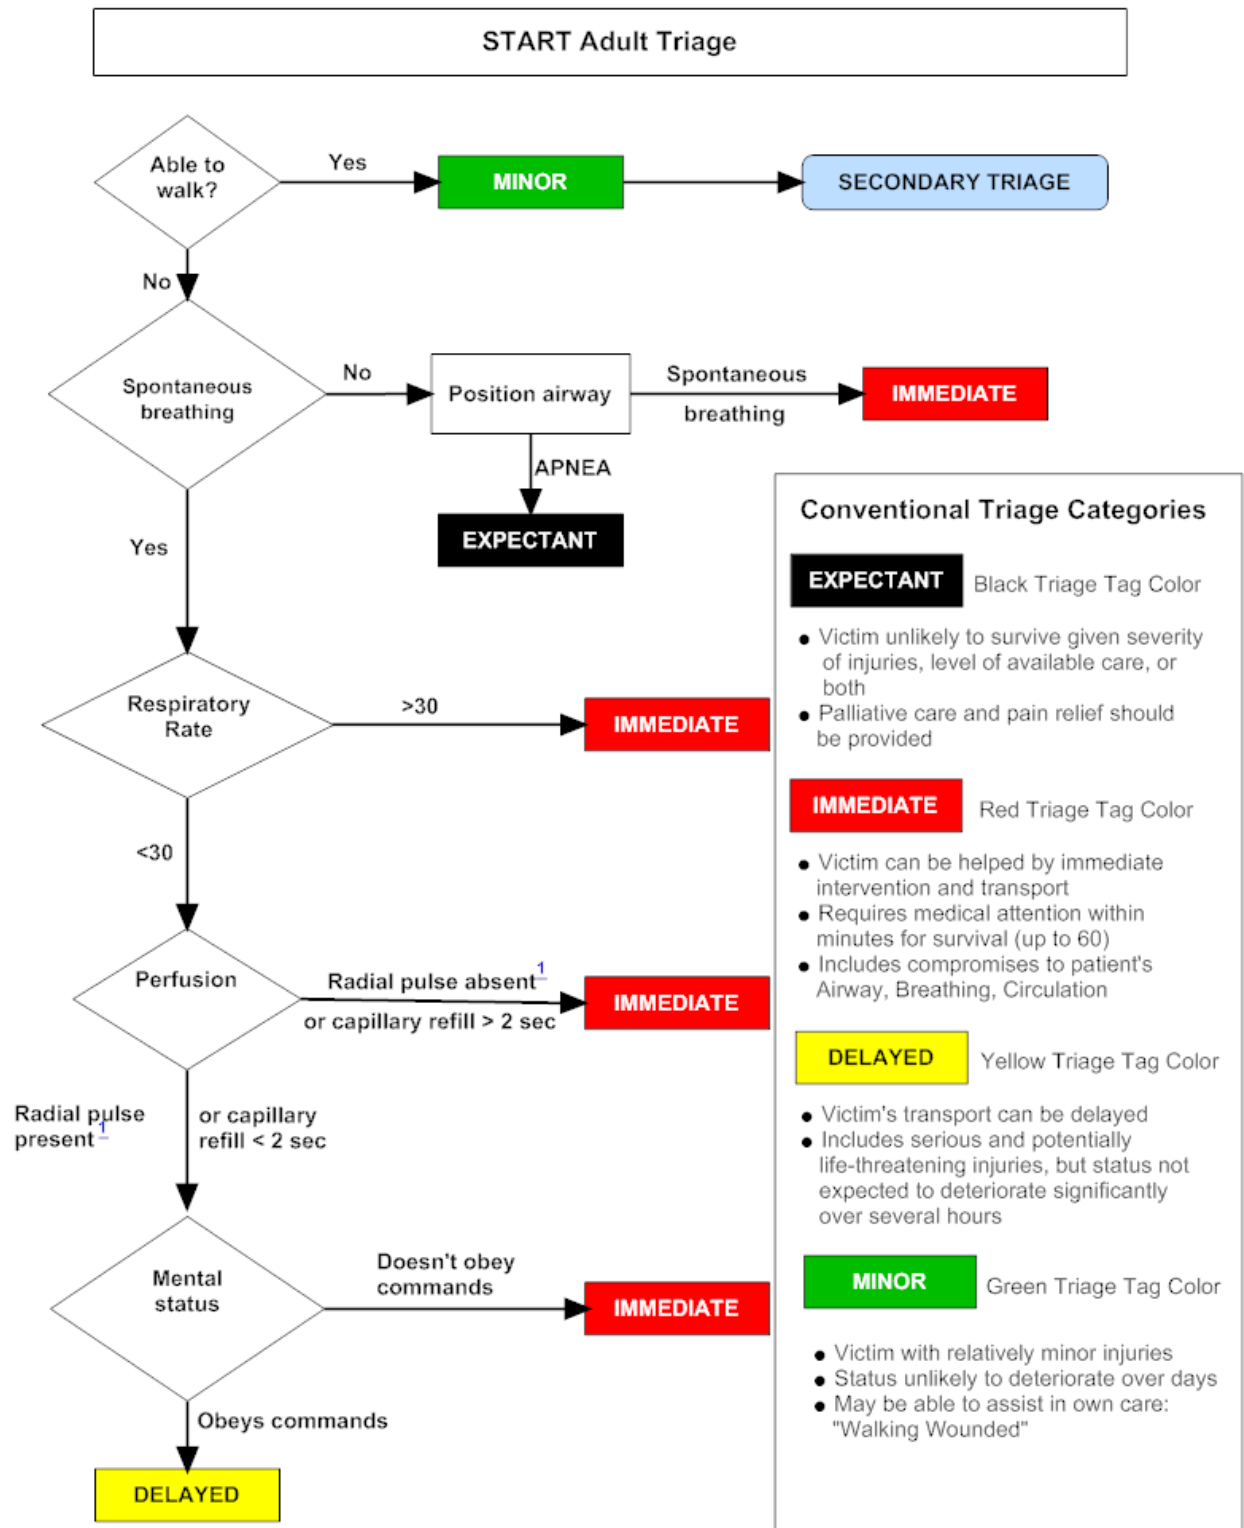 START Adult Triage
Able to
walk?
Yes
MINOR
SECONDARY TRIAGE
No
Spontaneous
breathing
No
Position airway
Spontaneous
breathing
IMMEDIATE
APNEA
EXPECTANT
Yes
Respiratory
Rate
>30
IMMEDIATE
<30
Perfusion
Radial pulse absent 1
or capillary refill > 2 sec
IMMEDIATE
Radial pulse
present 1
or capillary
refill < 2 sec
Mental
status
Doesn't obey
commands
IMMEDIATE
Obeys commands
DELAYED
Conventional Triage Categories
EXPECTANT Black Triage Tag Color
● Victim unlikely to survive given severity
of injuries, level of available care, or
both
● Palliative care and pain relief should
be provided
IMMEDIATE Red Triage Tag Color
● Victim can be helped by immediate
intervention and transport
● Requires medical attention within
minutes for survival (up to 60)
● Includes compromises to patient's
Airway, Breathing, Circulation
DELAYED Yellow Triage Tag Color
● Victim's transport can be delayed
● Includes serious and potentially
life-threatening injuries, but status not
expected to deteriorate significantly
over several hours
MINOR Green Triage Tag Color
● Victim with relatively minor injuries
● Status unlikely to deteriorate over days
● May be able to assist in own care:
"Walking Wounded"